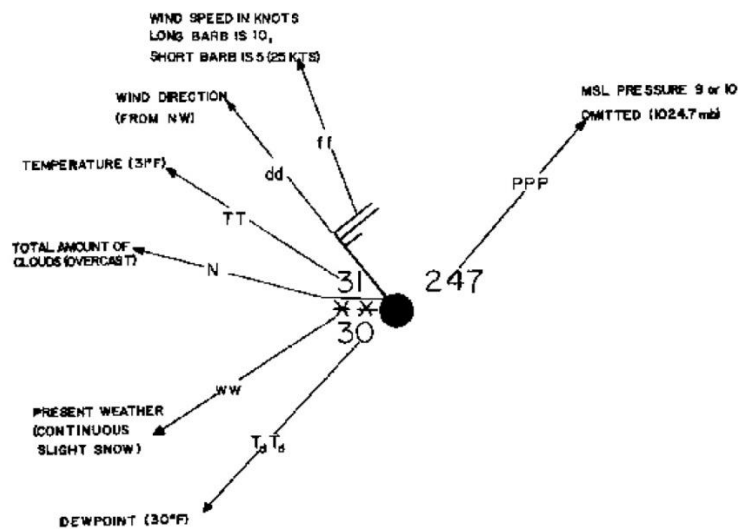 WIND SPEED IN KNOTS
LONG BARB IS 10,
SHORT BARB IS 5 (25 KTS)
MSL PRESSURE 9 or 10
OMITTED (1024.7mb)
WIND DIRECTION
(FROM NW)
ff
dd
PPP
TEMPERATURE (31°F)
TT
TOTAL AMOUNT OF
CLOUDS (OVERCAST)
N
31
247
30
ww
PRESENT WEATHER
(CONTINUOUS
SLIGHT SNOW)
TdTd
DEWPOINT (30°F)